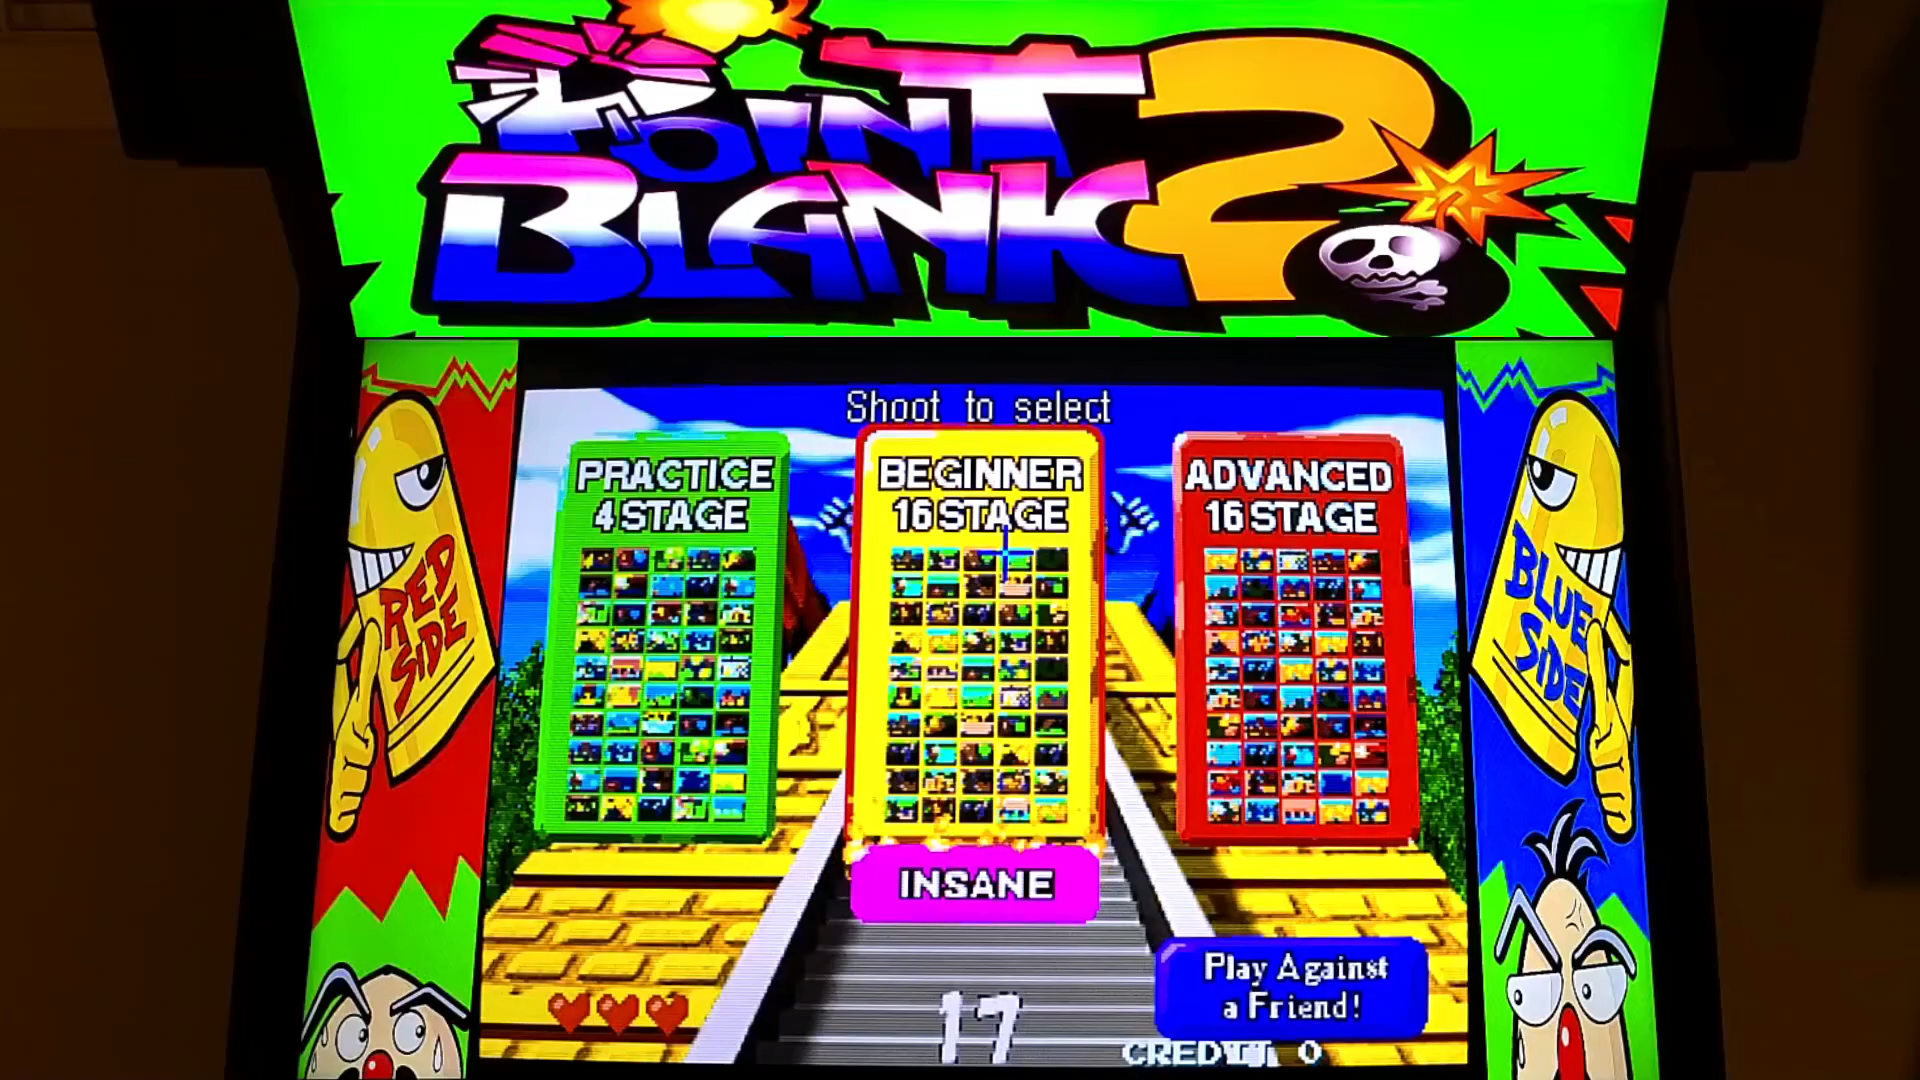 POINT
BLANK 2
Shoot to select
PRACTICE
4 STAGE
BEGINNER
16 STAGE
ADVANCED
16 STAGE
RED
SIDE
BLUE
SIDE
INSANE
Play Against
a Friend!
17
0